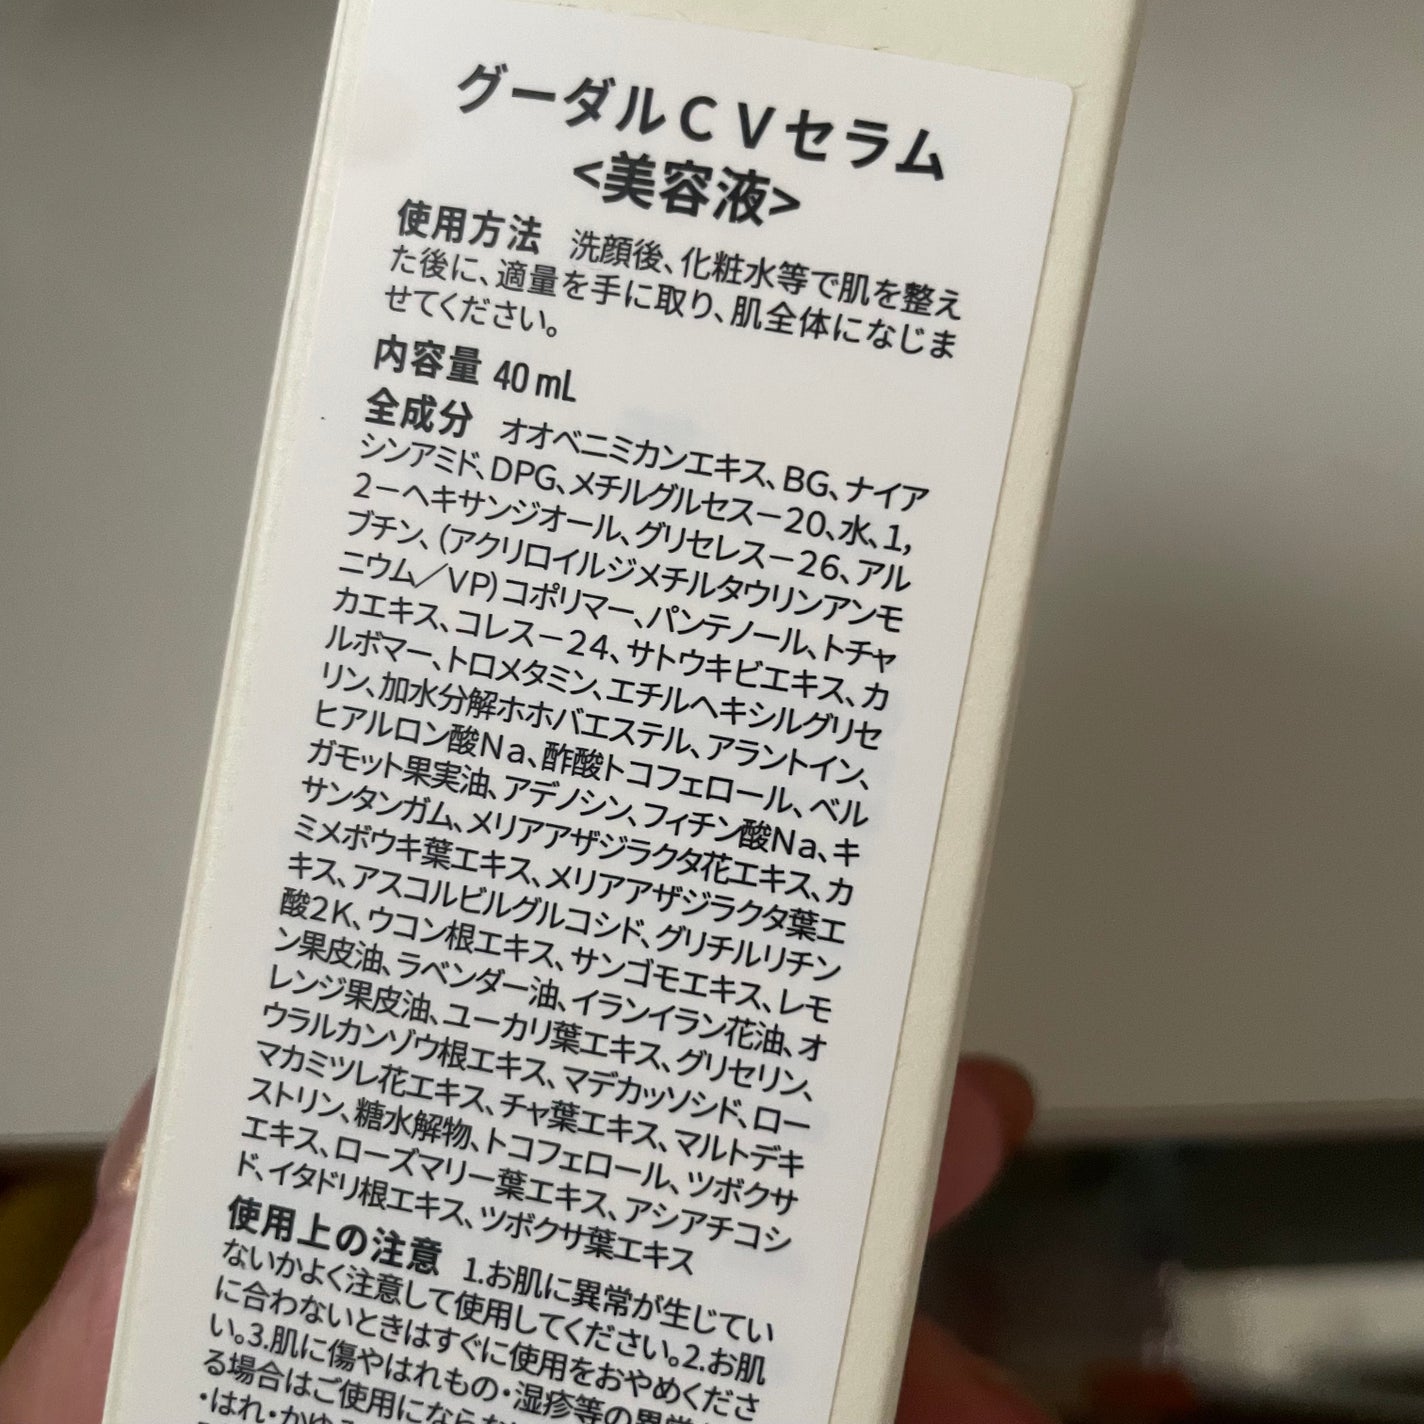 グーダルＣＶセラム
<美容液>
使用方法 洗顔後、化粧水等で肌を整え
た後に、適量を手に取り、肌全体になじま
せてください。
内容量 40mL
全成分 オオベニミカンエキス、BG、ナイア
シンアミド、DPG、メチルグルセスー20、水、1,
2ーヘキサンジオール、グリセレスー26、アル
ブチン、(アクリロイルジメチルタウリンアンモ
ニウム／VP)コポリマー、パンテノール、トチャ
カエキス、コレスー24、サトウキビエキス、カ
ルボマー、トロメタミン、エチルヘキシルグリセ
リン、加水分解ホホバエステル、アラントイン、
ヒアルロン酸Na、酢酸トコフェロール、ベル
ガモット果実油、アデノシン、フィチン酸Na、キ
サンタンガム、メリアアザジラクタ花エキス、カ
ミメボウキ葉エキス、メリアアザジラクタ葉エ
キス、アスコルビルグルコシド、グリチルリチン
酸2K、ウコン根エキス、サンゴモエキス、レモ
ン果皮油、ラベンダー油、イランイラン花油、オ
レンジ果皮油、ユーカリ葉エキス、グリセリン、
ウラルカンゾウ根エキス、マデカッソシド、ロー
マカミツレ花エキス、チャ葉エキス、マルトデキ
ストリン、糖水解物、トコフェロール、ツボクサ
エキス、ローズマリー葉エキス、アシアチコシ
ド、イタドリ根エキス、ツボクサ葉エキス
使用上の注意 1.お肌に異常が生じてい
ないかよく注意して使用してください。2.お肌
に合わないときはすぐに使用をおやめくださ
い。3.肌に傷やはれもの・湿疹等の異常
る場合はご使用にならな
・はれ・かゆみ